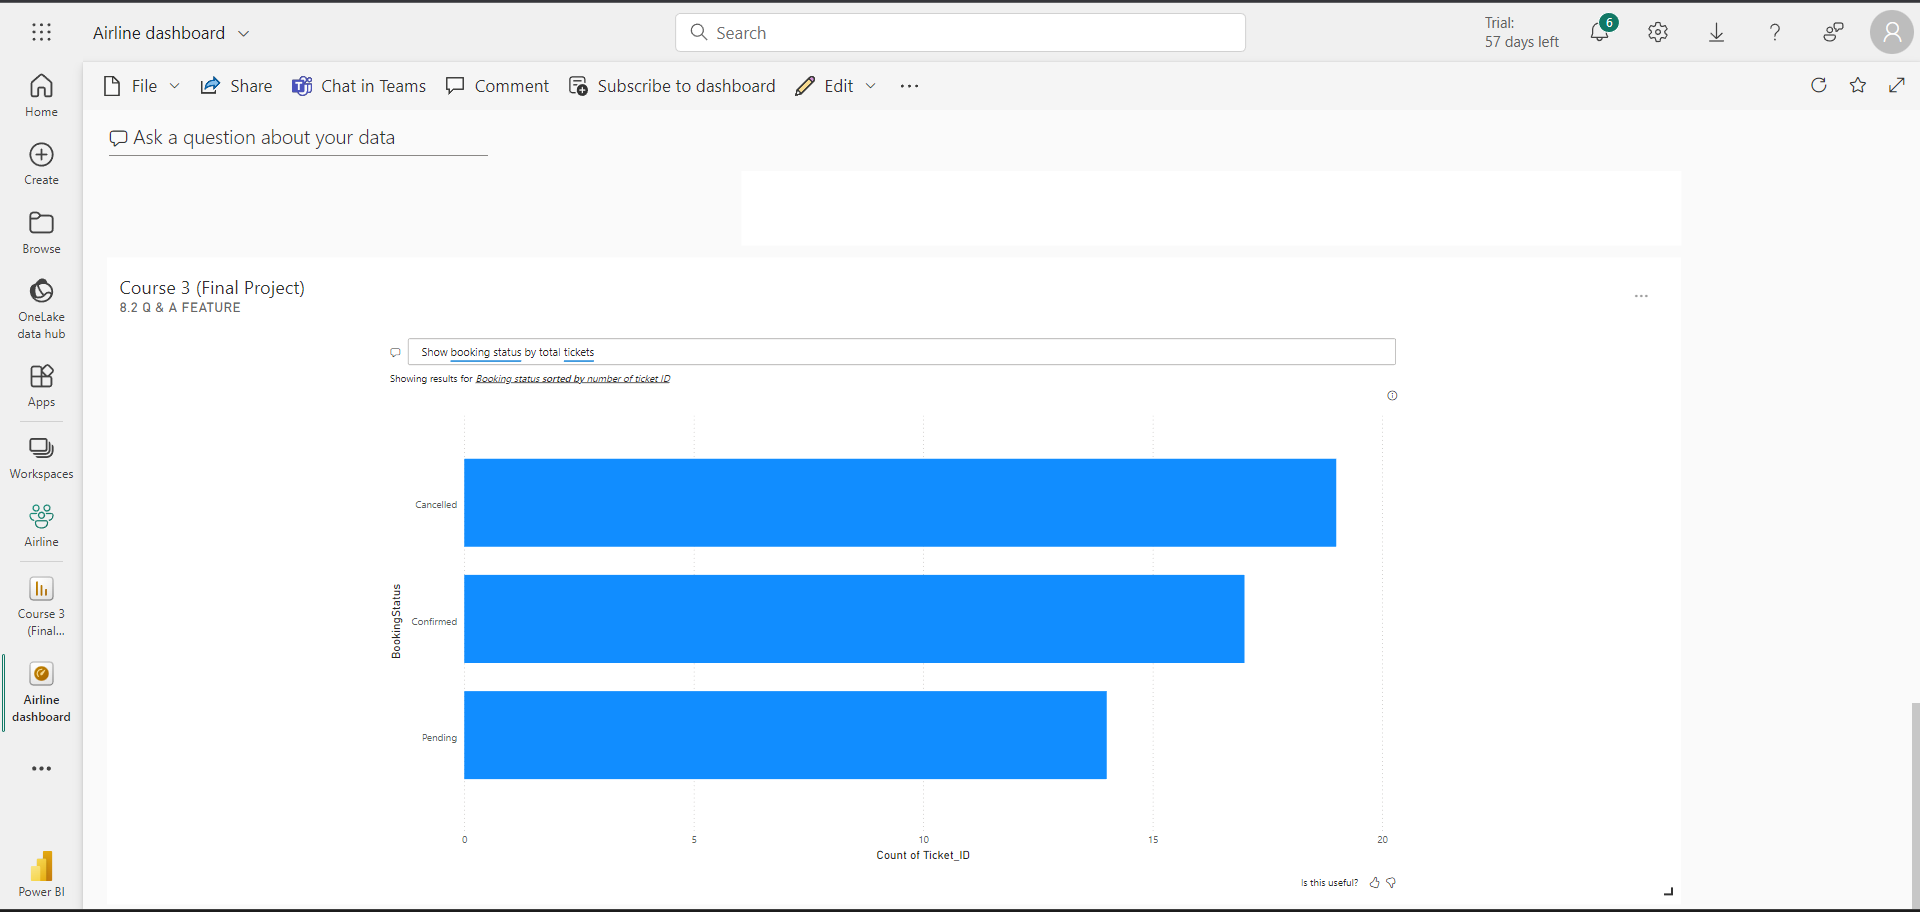 Airline dashboard
Search
Trial:
57 days left
6
File
Share
Chat in Teams
Comment
Subscribe to dashboard
Edit
Home
Create
Browse
OneLake
data hub
Apps
Workspaces
Airline
Course 3
(Final...
Airline
dashboard
Power BI
Ask a question about your data
Course 3 (Final Project)
8.2 Q & A FEATURE
Show booking status by total tickets
Showing results for Booking status sorted by number of ticket ID
BookingStatus
Cancelled
Confirmed
Pending
0 5 10 15 20
Count of Ticket_ID
Is this useful?